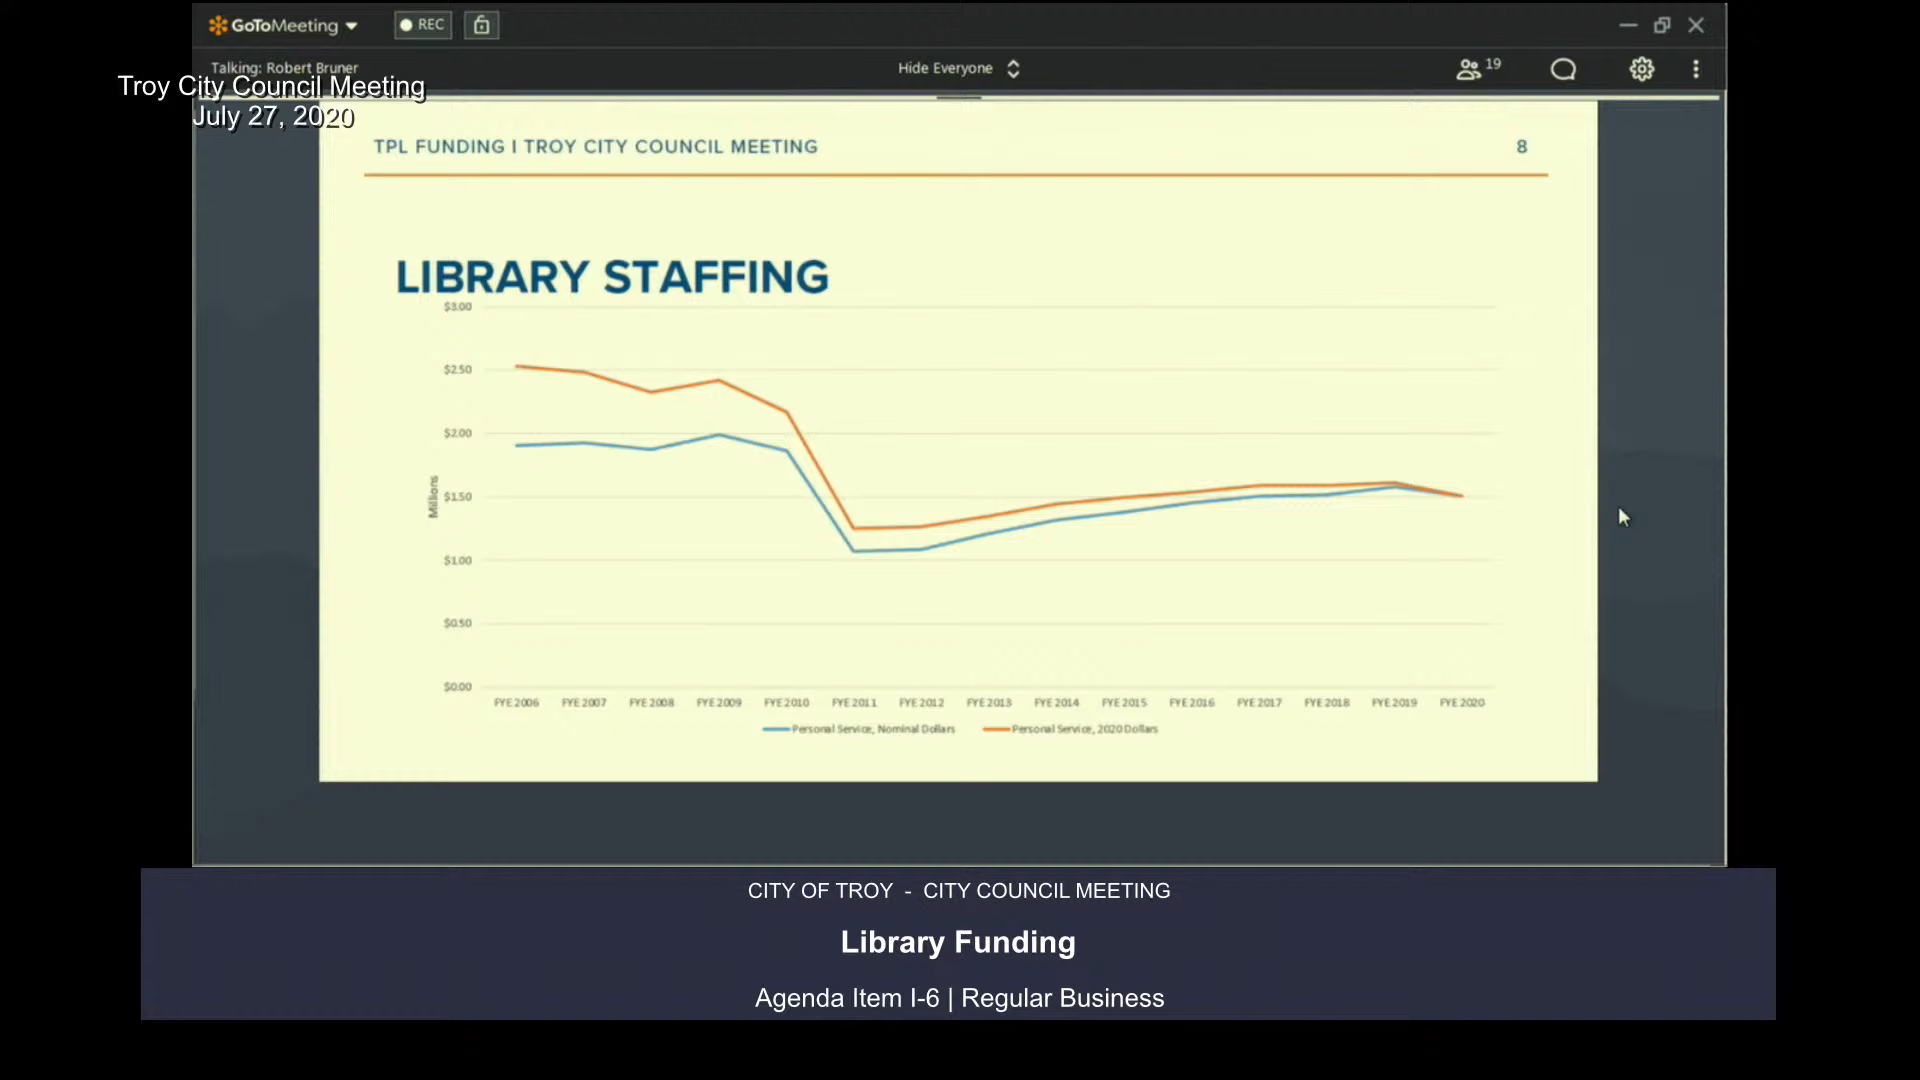 GoToMeeting
REC
Talking: Robert Bruner
Hide Everyone
19
Troy City Council Meeting
July 27, 2020
TPL FUNDING I TROY CITY COUNCIL MEETING
8
LIBRARY STAFFING
$3.00
$2.50
$2.00
$1.50
$1.00
$0.50
$0.00
Millions
FYE 2006 FYE 2007 FYE 2008 FYE 2009 FYE 2010 FYE 2011 FYE 2012 FYE 2013 FYE 2014 FYE 2015 FYE 2016 FYE 2017 FYE 2018 FYE 2019 FYE 2020
Personal Service, Nominal Dollars Personal Service, 2020 Dollars
CITY OF TROY - CITY COUNCIL MEETING
Library Funding
Agenda Item I-6 | Regular Business